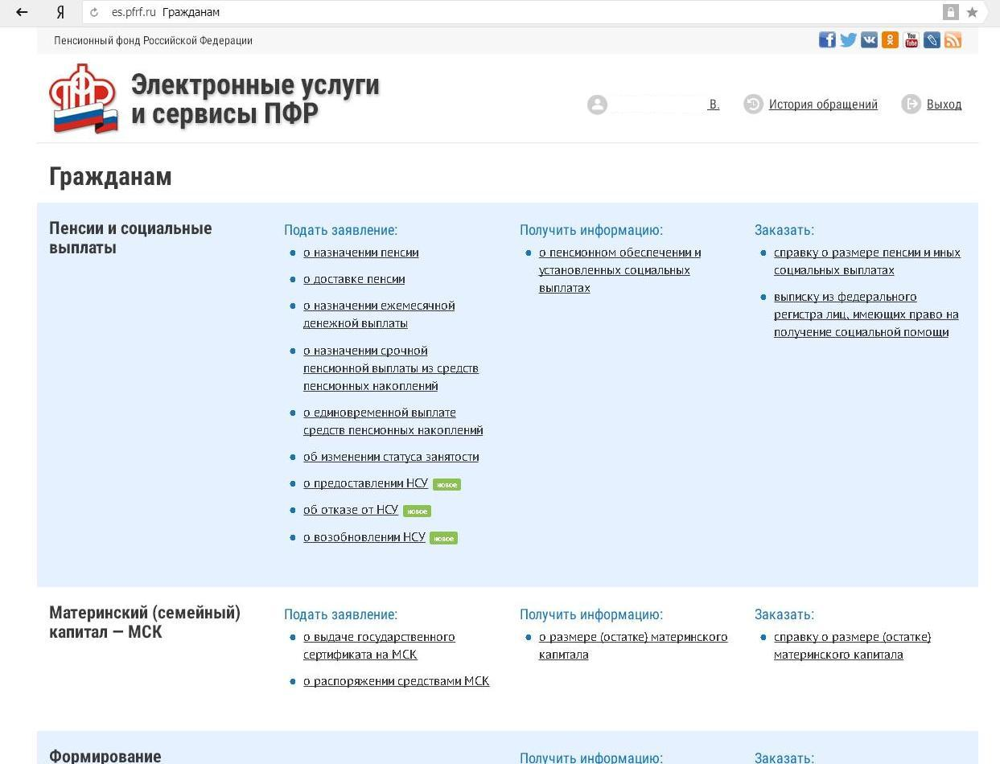 es.pfrf.ru Гражданам
Пенсионный фонд Российской Федерации
Электронные услуги
и сервисы ПФР
В.
История обращений
Выход
Гражданам
Пенсии и социальные
выплаты
Подать заявление:
о назначении пенсии
о доставке пенсии
о назначении ежемесячной
денежной выплаты
о назначении срочной
пенсионной выплаты из средств
пенсионных накоплений
о единовременной выплате
средств пенсионных накоплений
об изменении статуса занятости
о предоставлении НСУ новое
об отказе от НСУ новое
о возобновлении НСУ новое
Получить информацию:
о пенсионном обеспечении и
установленных социальных
выплатах
Заказать:
справку о размере пенсии и иных
социальных выплатах
выписку из федерального
регистра лиц, имеющих право на
получение социальной помощи
Материнский (семейный)
капитал — МСК
Подать заявление:
о выдаче государственного
сертификата на МСК
о распоряжении средствами МСК
Получить информацию:
о размере (остатке) материнского
капитала
Заказать:
справку о размере (остатке)
материнского капитала
Формирование
Получить информацию:
Заказать: